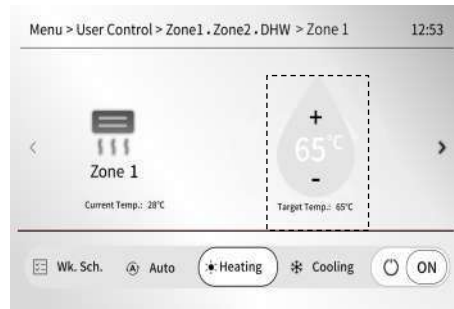 Menu > User Control > Zone1 . Zone2 . DHW > Zone 1 12:53
+
65°C
Zone 1
-
Current Temp.: 28°C Target Temp.: 65°C
Wk. Sch. A Auto Heating Cooling ON